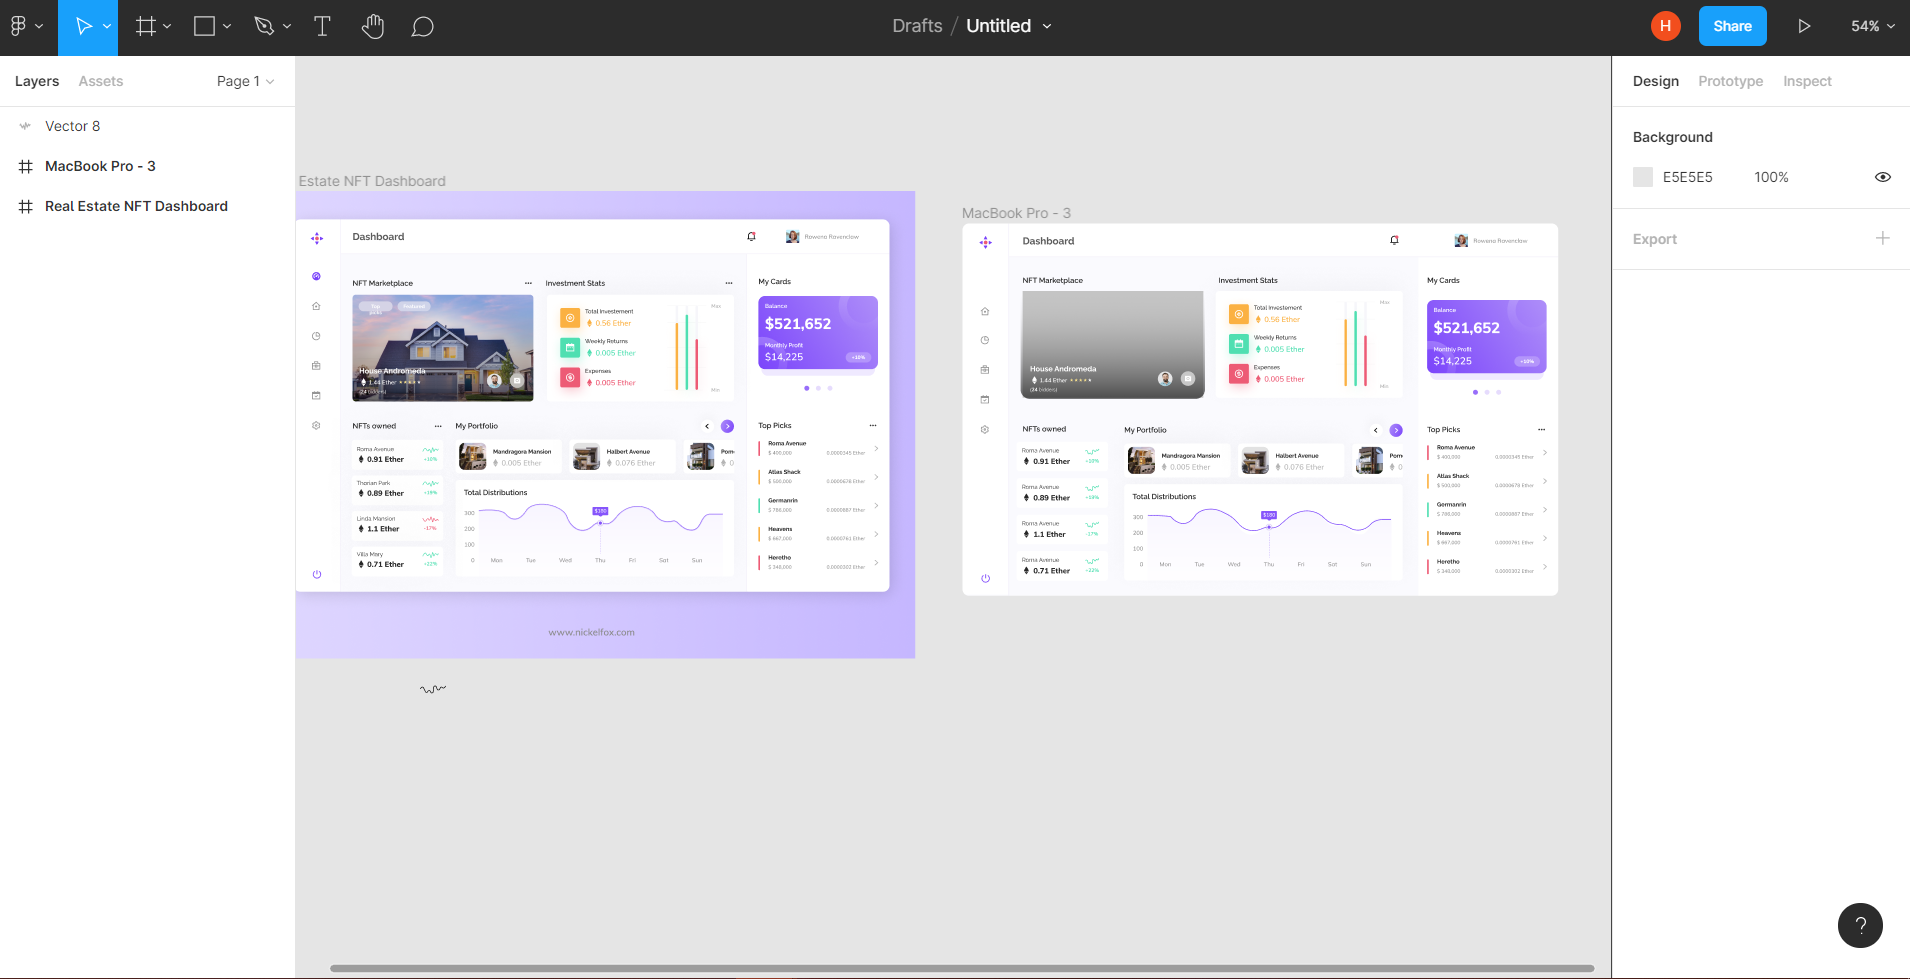 Drafts / Untitled
H
Share
54%
Layers
Assets
Page 1
Design
Prototype
Inspect
Vector 8
MacBook Pro - 3
Real Estate NFT Dashboard
Background
E5E5E5
100%
Export
Estate NFT Dashboard
Dashboard
Rowena Ravenclaw
NFT Marketplace
Investment Stats
My Cards
Top picks
Featured
House Andromeda
1.44 Ether
(24 bidders)
Total Investement
0.56 Ether
Weekly Returns
0.005 Ether
Expenses
0.005 Ether
Max
Min
Balance
$521,652
Monthly Profit
$14,225
+10%
NFTs owned
My Portfolio
Top Picks
Roma Avenue
0.91 Ether
+10%
Thorian Park
0.89 Ether
+19%
Linda Mansion
1.1 Ether
-17%
Villa Mary
0.71 Ether
+22%
Mandragora Mansion
0.005 Ether
Halbert Avenue
0.076 Ether
Pom
0
Total Distributions
$180
300
200
100
0
Mon
Tue
Wed
Thu
Fri
Sat
Sun
Roma Avenue
$ 400,000
0.0000345 Ether
Atlas Shack
$ 500,000
0.0000678 Ether
Germanrin
$ 786,000
0.0000887 Ether
Heavens
$ 667,000
0.0000761 Ether
Herotho
$ 348,000
0.0000302 Ether
www.nickelfox.com
MacBook Pro - 3
Dashboard
Rowena Ravenclaw
NFT Marketplace
Investment Stats
My Cards
House Andromeda
1.44 Ether
(24 bidders)
Total Investement
0.56 Ether
Weekly Returns
0.005 Ether
Expenses
0.005 Ether
Max
Min
Balance
$521,652
Monthly Profit
$14,225
+10%
NFTs owned
My Portfolio
Top Picks
Roma Avenue
0.91 Ether
+10%
Roma Avenue
0.89 Ether
+19%
Roma Avenue
1.1 Ether
-17%
Roma Avenue
0.71 Ether
+22%
Mandragora Mansion
0.005 Ether
Halbert Avenue
0.076 Ether
Pom
0
Total Distributions
$180
300
200
100
0
Mon
Tue
Wed
Thu
Fri
Sat
Sun
Roma Avenue
$ 400,000
0.0000345 Ether
Atlas Shack
$ 500,000
0.0000678 Ether
Germanrin
$ 786,000
0.0000887 Ether
Heavens
$ 667,000
0.0000761 Ether
Herotho
$ 348,000
0.0000302 Ether
?